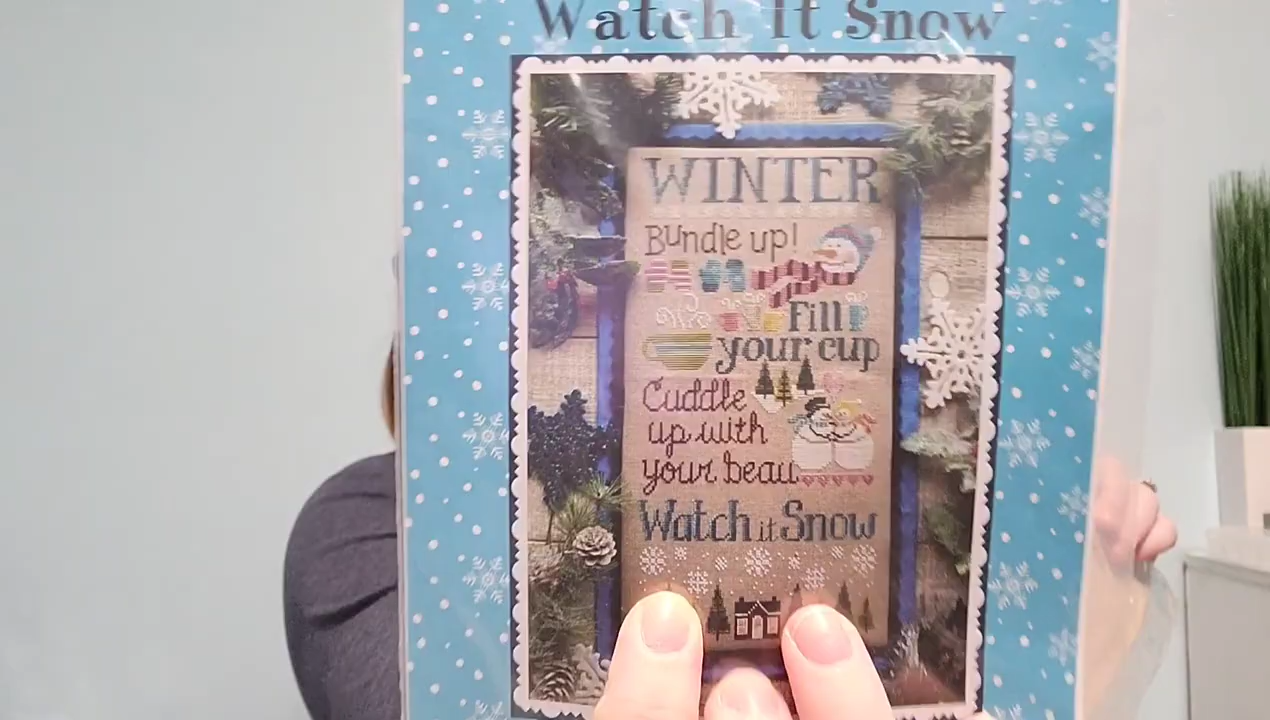 Watch It Snow
WINTER
Bundle up!
Fill
your cup
Cuddle
up with
your beau
Watch it Snow